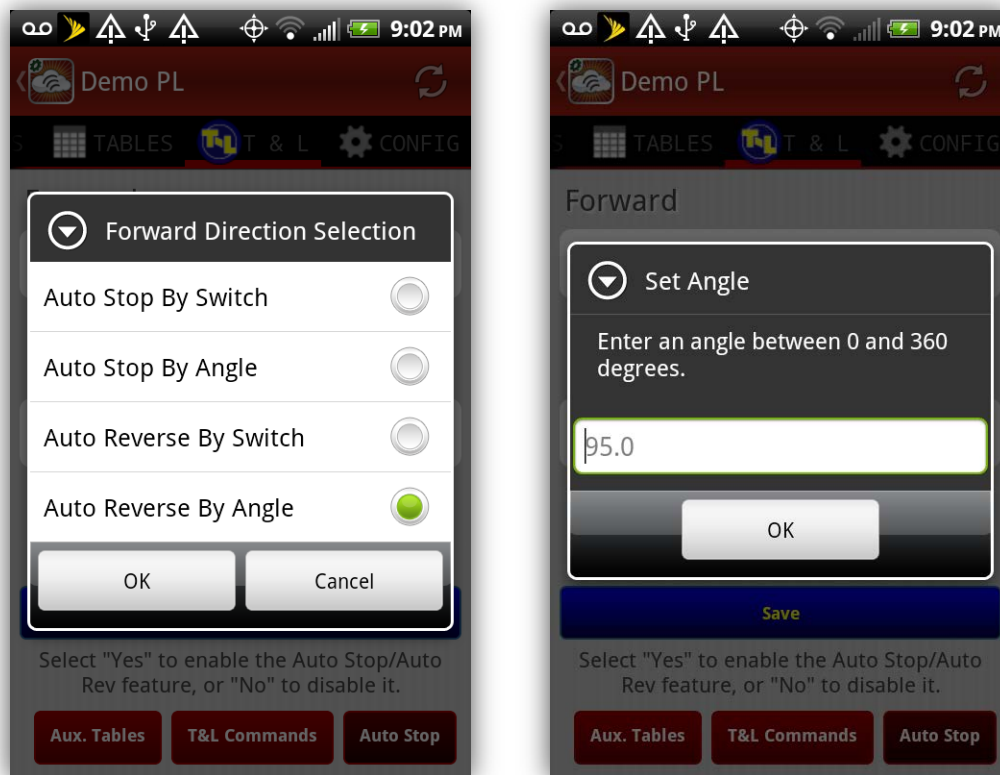 9:02 PM
Demo PL
S TABLES T & L CONFIG
Forward Direction Selection
Auto Stop By Switch
Auto Stop By Angle
Auto Reverse By Switch
Auto Reverse By Angle
OK Cancel
Select "Yes" to enable the Auto Stop/Auto
Rev feature, or "No" to disable it.
Aux. Tables T&L Commands Auto Stop
9:02 PM
Demo PL
S TABLES T & L CONFIG
Forward
Set Angle
Enter an angle between 0 and 360
degrees.
95.0
OK
Save
Select "Yes" to enable the Auto Stop/Auto
Rev feature, or "No" to disable it.
Aux. Tables T&L Commands Auto Stop